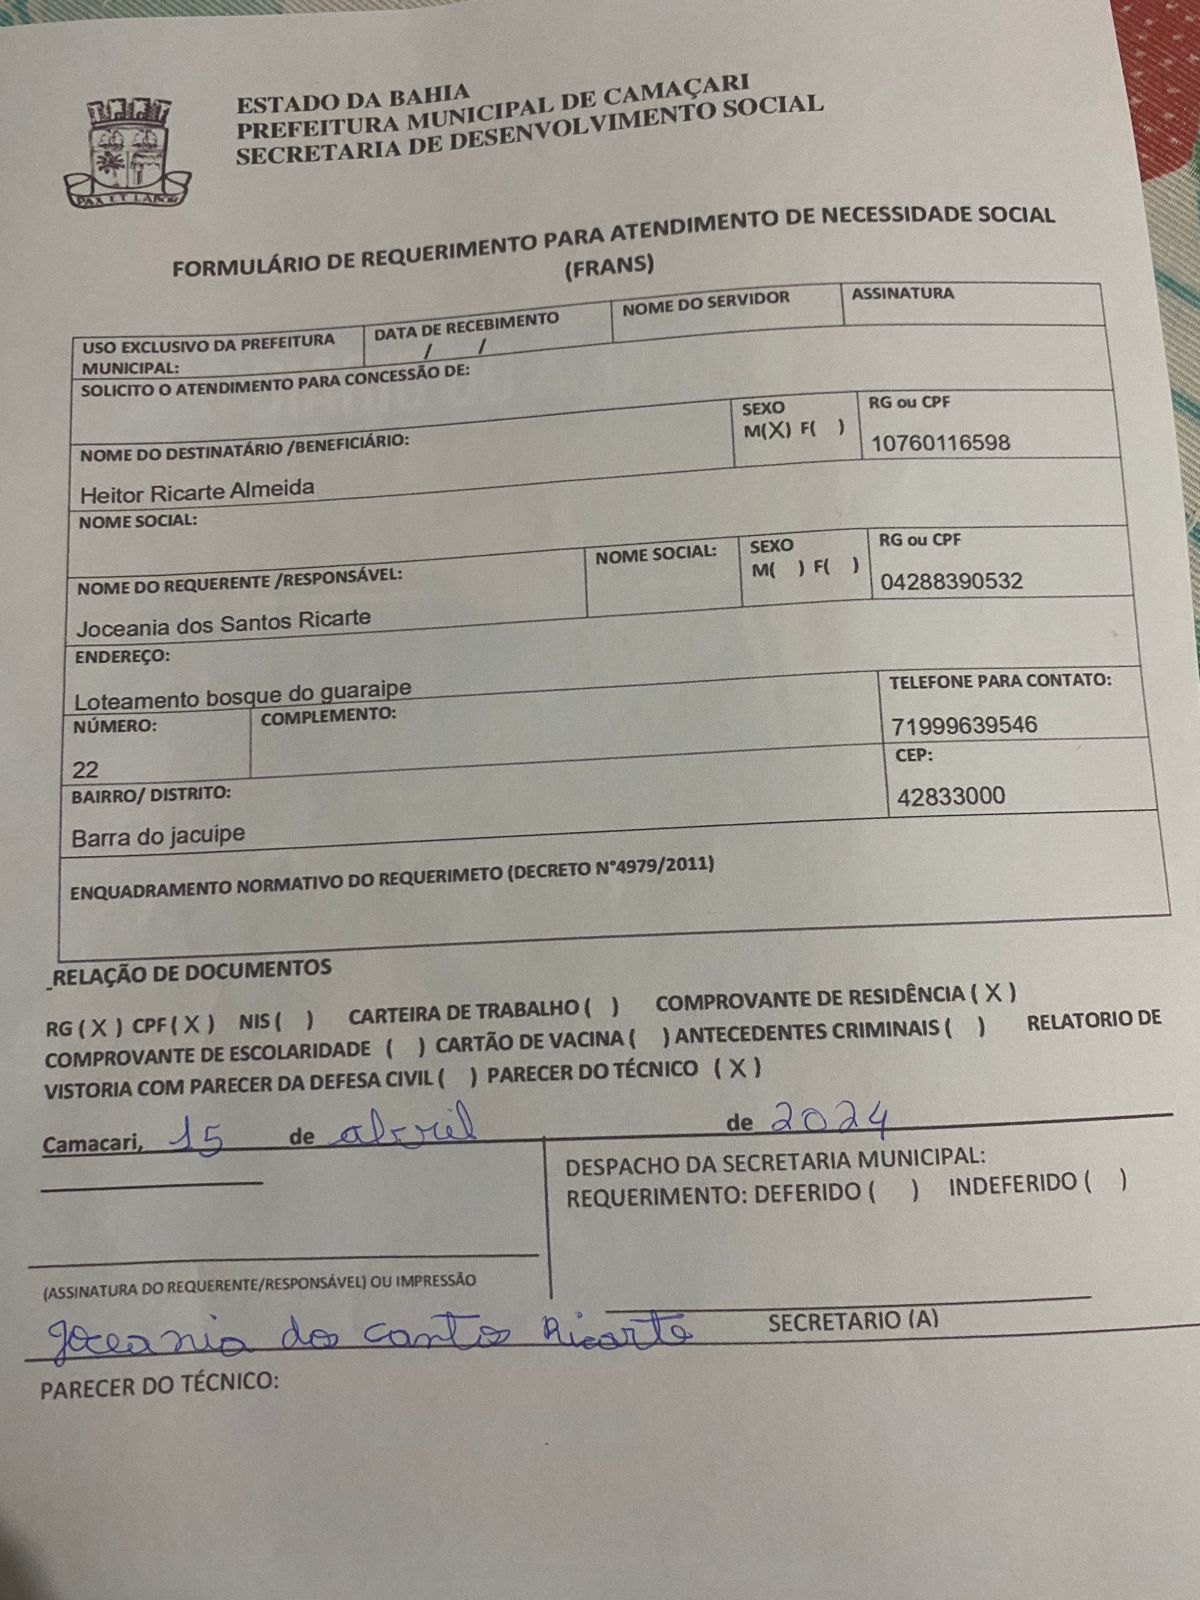 ESTADO DA BAHIA
PREFEITURA MUNICIPAL DE CAMAÇARI
SECRETARIA DE DESENVOLVIMENTO SOCIAL
PAX ET LABOR
FORMULÁRIO DE REQUERIMENTO PARA ATENDIMENTO DE NECESSIDADE SOCIAL
(FRANS)
USO EXCLUSIVO DA PREFEITURA MUNICIPAL:
DATA DE RECEBIMENTO
/ /
NOME DO SERVIDOR
ASSINATURA
SOLICITO O ATENDIMENTO PARA CONCESSÃO DE:
NOME DO DESTINATÁRIO /BENEFICIÁRIO:
Heitor Ricarte Almeida
SEXO
M(X) F( )
RG ou CPF
10760116598
NOME SOCIAL:
NOME DO REQUERENTE /RESPONSÁVEL:
Joceania dos Santos Ricarte
NOME SOCIAL:
SEXO
M( ) F( )
RG ou CPF
04288390532
ENDEREÇO:
Loteamento bosque do guaraipe
NÚMERO:
22
COMPLEMENTO:
TELEFONE PARA CONTATO:
71999639546
BAIRRO/ DISTRITO:
Barra do jacuipe
CEP:
42833000
ENQUADRAMENTO NORMATIVO DO REQUERIMETO (DECRETO N°4979/2011)
RELAÇÃO DE DOCUMENTOS
RG ( X ) CPF( X ) NIS ( ) CARTEIRA DE TRABALHO ( ) COMPROVANTE DE RESIDÊNCIA ( X )
COMPROVANTE DE ESCOLARIDADE ( ) CARTÃO DE VACINA ( ) ANTECEDENTES CRIMINAIS ( ) RELATORIO DE
VISTORIA COM PARECER DA DEFESA CIVIL ( ) PARECER DO TÉCNICO ( X )
Camacari, 15 de abril de 2024
DESPACHO DA SECRETARIA MUNICIPAL:
REQUERIMENTO: DEFERIDO ( ) INDEFERIDO ( )
(ASSINATURA DO REQUERENTE/RESPONSÁVEL) OU IMPRESSÃO
Joceania dos Santos Ricarte
SECRETARIO (A)
PARECER DO TÉCNICO: